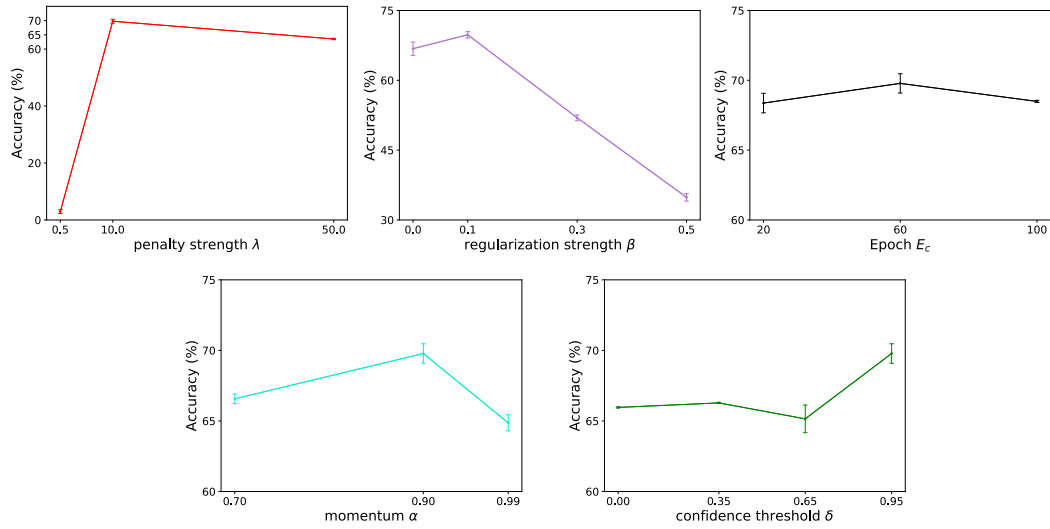 70
60
65
40
20
0
Accuracy (%)
0.5 10.0 50.0
penalty strength λ
75
60
45
30
Accuracy (%)
0.0 0.1 0.3 0.5
regularization strength β
75
70
65
60
Accuracy (%)
20 60 100
Epoch E_c
75
70
65
60
Accuracy (%)
0.70 0.90 0.99
momentum α
75
70
65
60
Accuracy (%)
0.00 0.35 0.65 0.95
confidence threshold δ